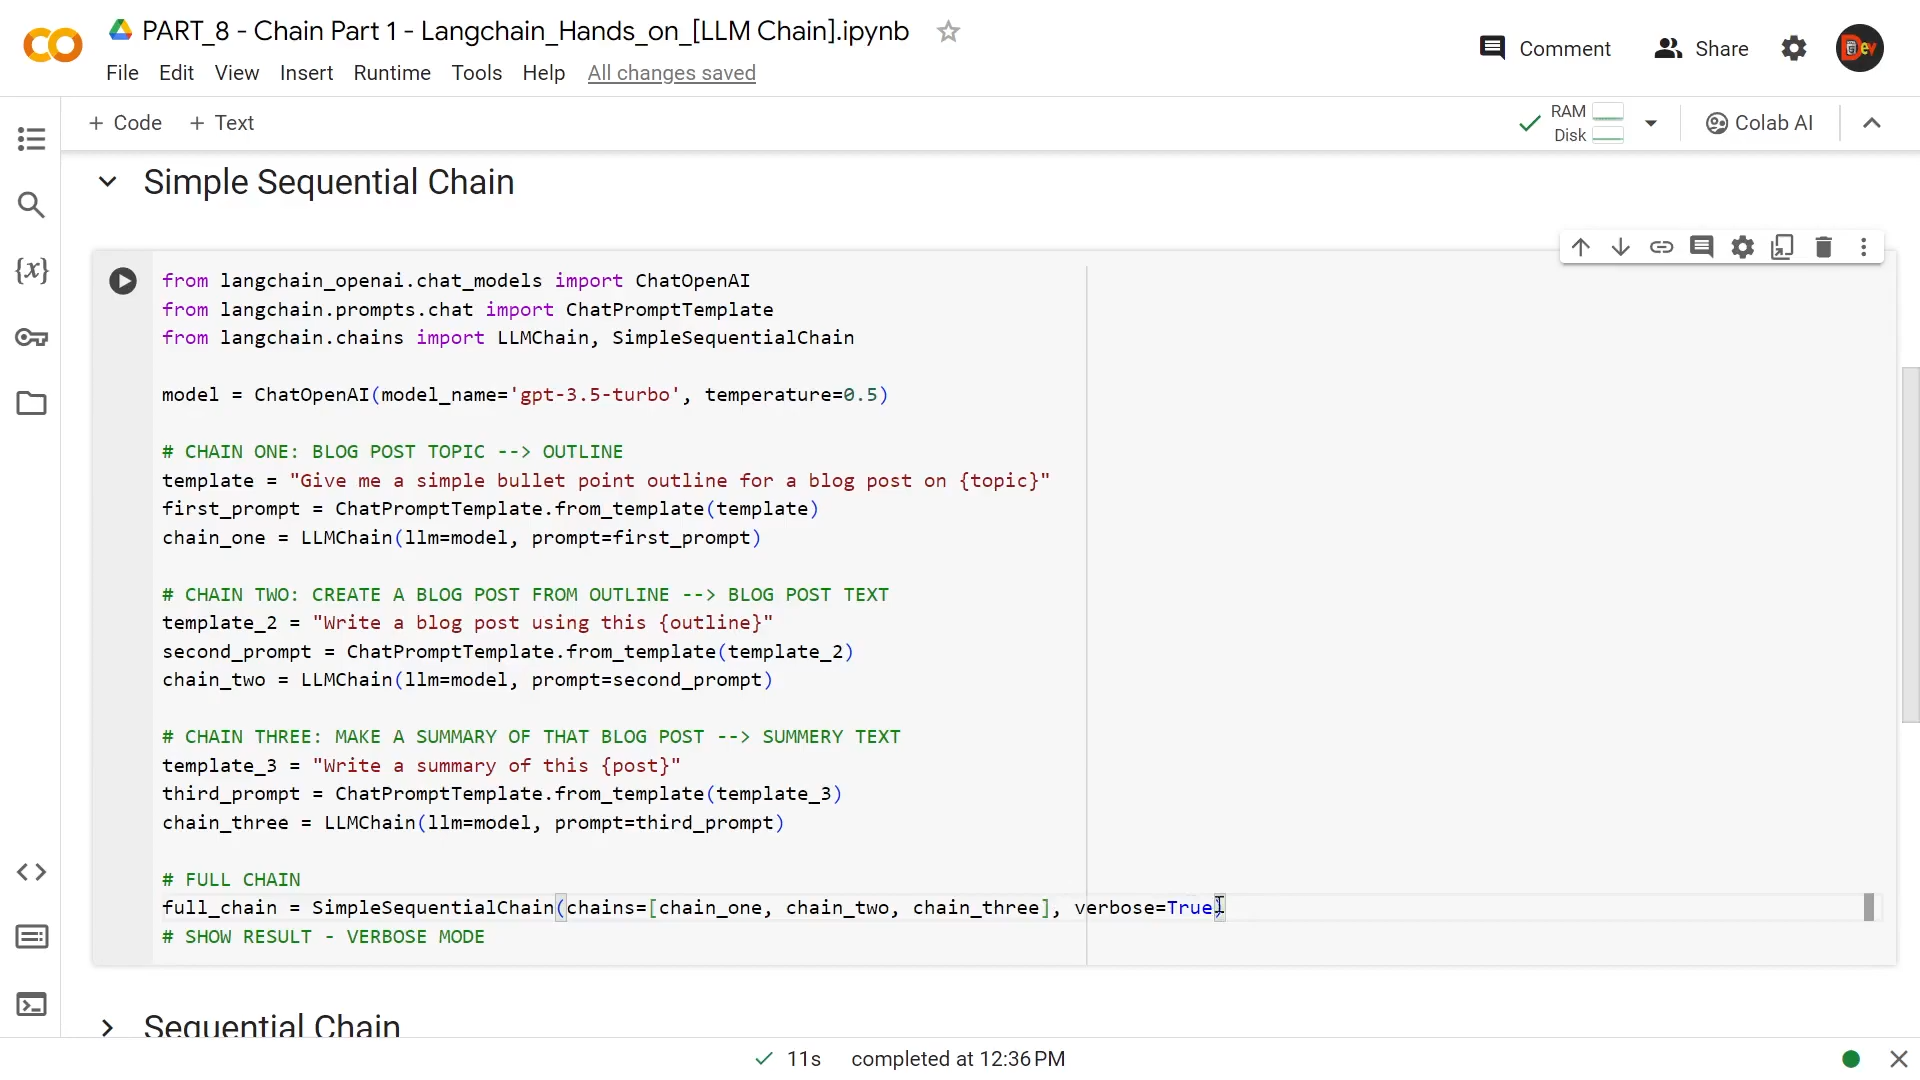 PART_8 - Chain Part 1 - Langchain_Hands_on_[LLM Chain].ipynb
Comment
Share
Dev
File Edit View Insert Runtime Tools Help All changes saved
+ Code + Text
RAM
Disk
Colab AI
Simple Sequential Chain
{x}
from langchain_openai.chat_models import ChatOpenAI
from langchain.prompts.chat import ChatPromptTemplate
from langchain.chains import LLMChain, SimpleSequentialChain
model = ChatOpenAI(model_name='gpt-3.5-turbo', temperature=0.5)
# CHAIN ONE: BLOG POST TOPIC --> OUTLINE
template = "Give me a simple bullet point outline for a blog post on {topic}"
first_prompt = ChatPromptTemplate.from_template(template)
chain_one = LLMChain(llm=model, prompt=first_prompt)
# CHAIN TWO: CREATE A BLOG POST FROM OUTLINE --> BLOG POST TEXT
template_2 = "Write a blog post using this {outline}"
second_prompt = ChatPromptTemplate.from_template(template_2)
chain_two = LLMChain(llm=model, prompt=second_prompt)
# CHAIN THREE: MAKE A SUMMARY OF THAT BLOG POST --> SUMMERY TEXT
template_3 = "Write a summary of this {post}"
third_prompt = ChatPromptTemplate.from_template(template_3)
chain_three = LLMChain(llm=model, prompt=third_prompt)
# FULL CHAIN
full_chain = SimpleSequentialChain(chains=[chain_one, chain_two, chain_three], verbose=True)
# SHOW RESULT - VERBOSE MODE
Sequential Chain
11s completed at 12:36 PM